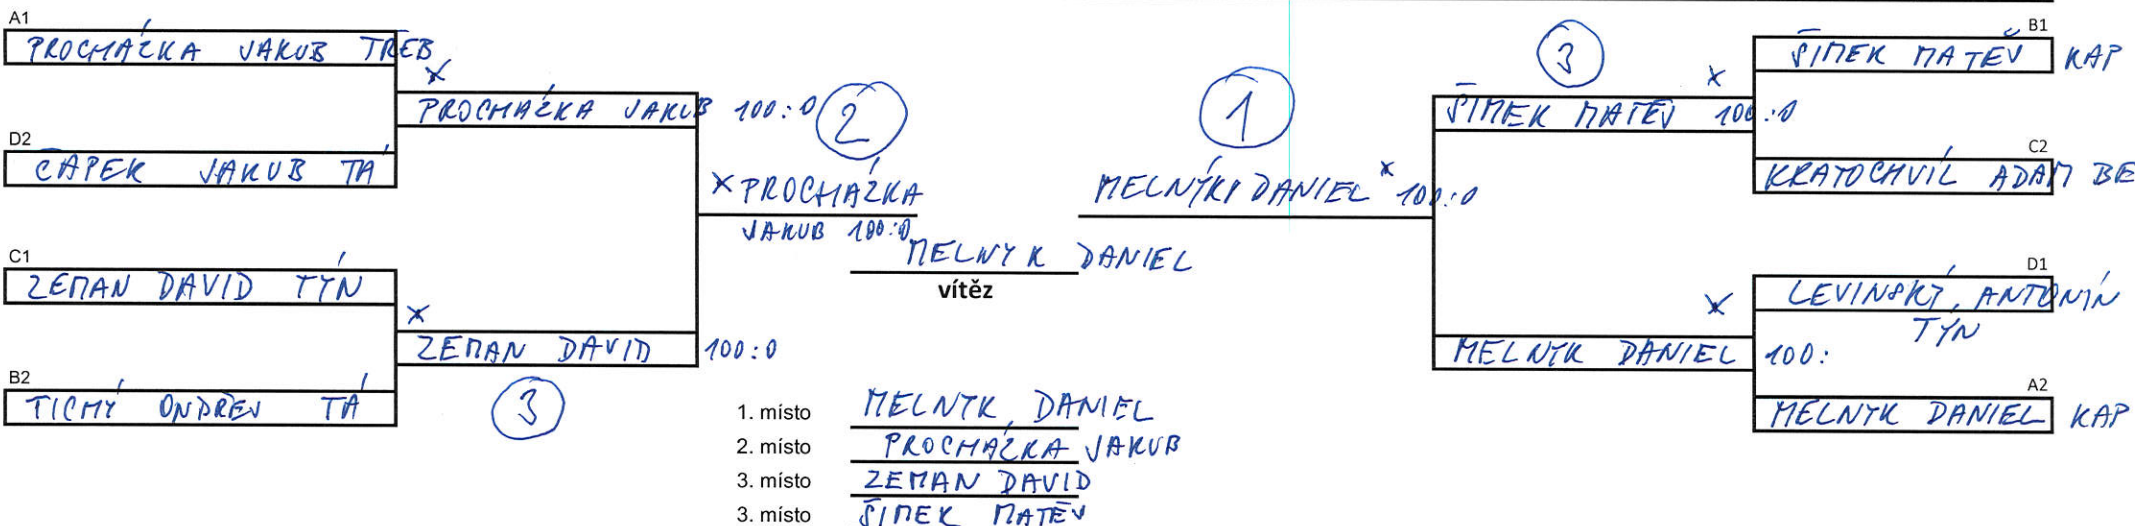 A1
PROCHÁZKA JAKUB TŘEB
D2
ČAPEK JAKUB TÁ
C1
ZEMAN DAVID TÝN
B2
TICHÝ ONDŘEJ TÁ
×
PROCHÁZKA JAKUB 100:0
×
ZEMAN DAVID 100:0
3
2
× PROCHÁZKA
JAKUB 100:0
MELNYK DANIEL
vítěz
1
MELNYK DANIEL × 100:0
3
×
ŠIMEK MATĚJ 100:0
×
MELNYK DANIEL 100:
B1
ŠIMEK MATĚJ KAP
C2
KRATOCHVÍL ADAM BE
D1
LEVINSKÝ, ANTONÍN
TÝN
A2
MELNYK DANIEL KAP
1. místo MELNYK, DANIEL
2. místo PROCHÁZKA JAKUB
3. místo ZEMAN DAVID
3. místo ŠIMEK MATĚJ